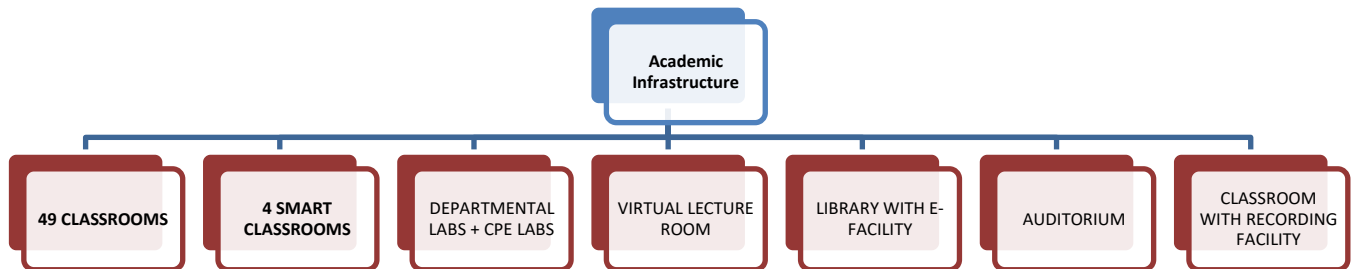 Academic
Infrastructure
49 CLASSROOMS
4 SMART
CLASSROOMS
DEPARTMENTAL
LABS + CPE LABS
VIRTUAL LECTURE
ROOM
LIBRARY WITH E-
FACILITY
AUDITORIUM
CLASSROOM
WITH RECORDING
FACILITY